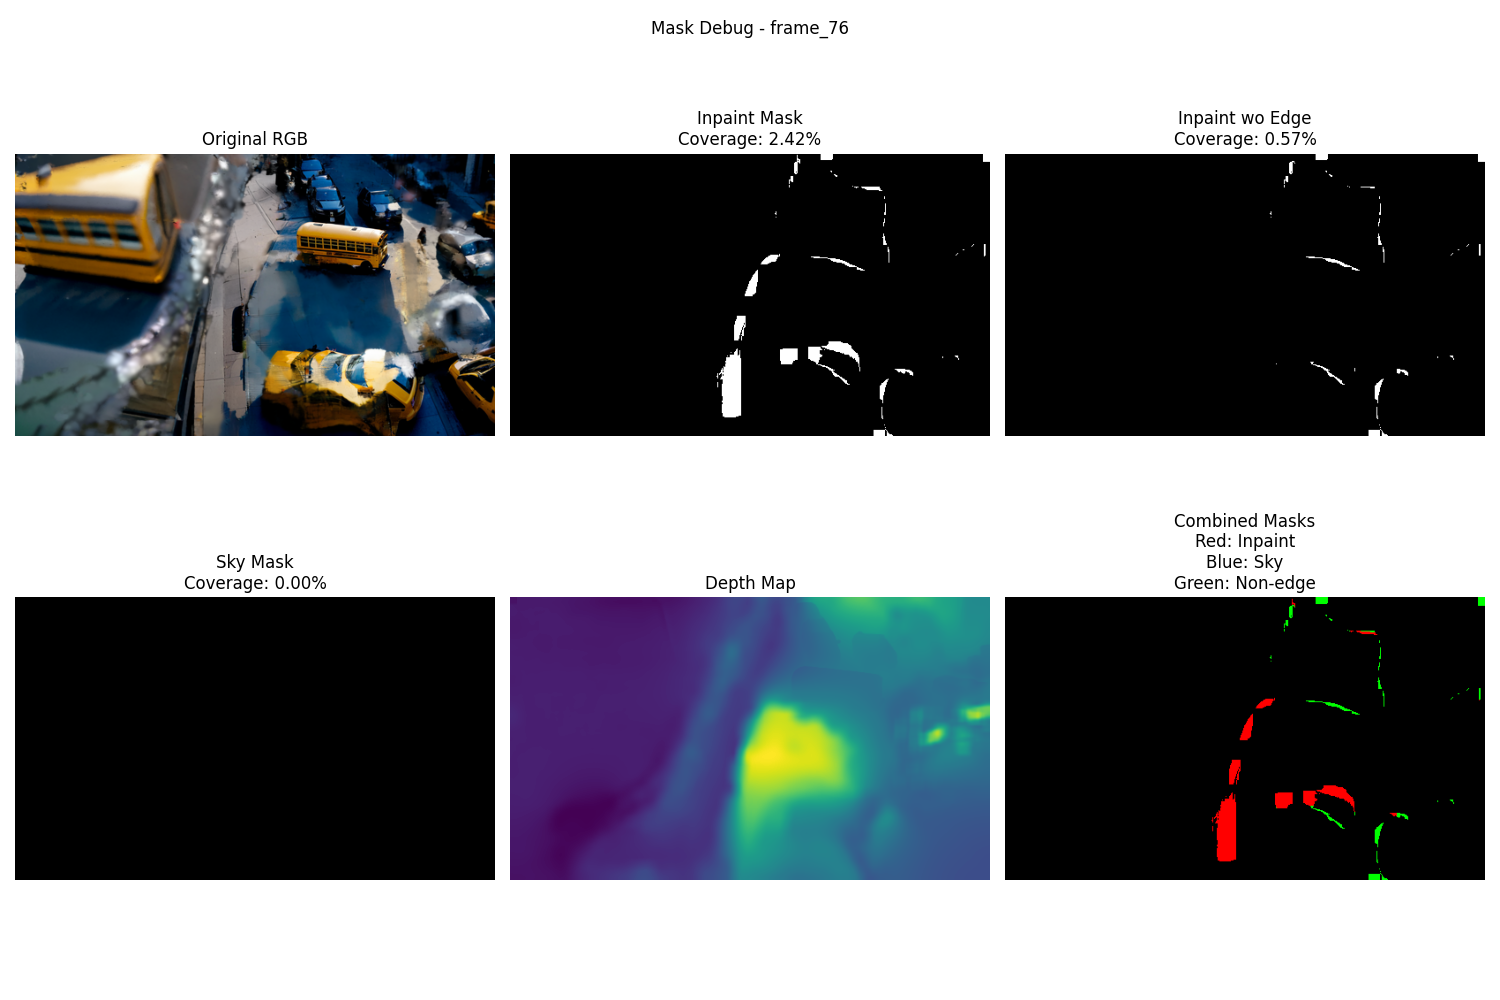 Mask Debug - frame_76
Original RGB
Inpaint Mask
Coverage: 2.42%
Inpaint wo Edge
Coverage: 0.57%
Sky Mask
Coverage: 0.00%
Depth Map
Combined Masks
Red: Inpaint
Blue: Sky
Green: Non-edge